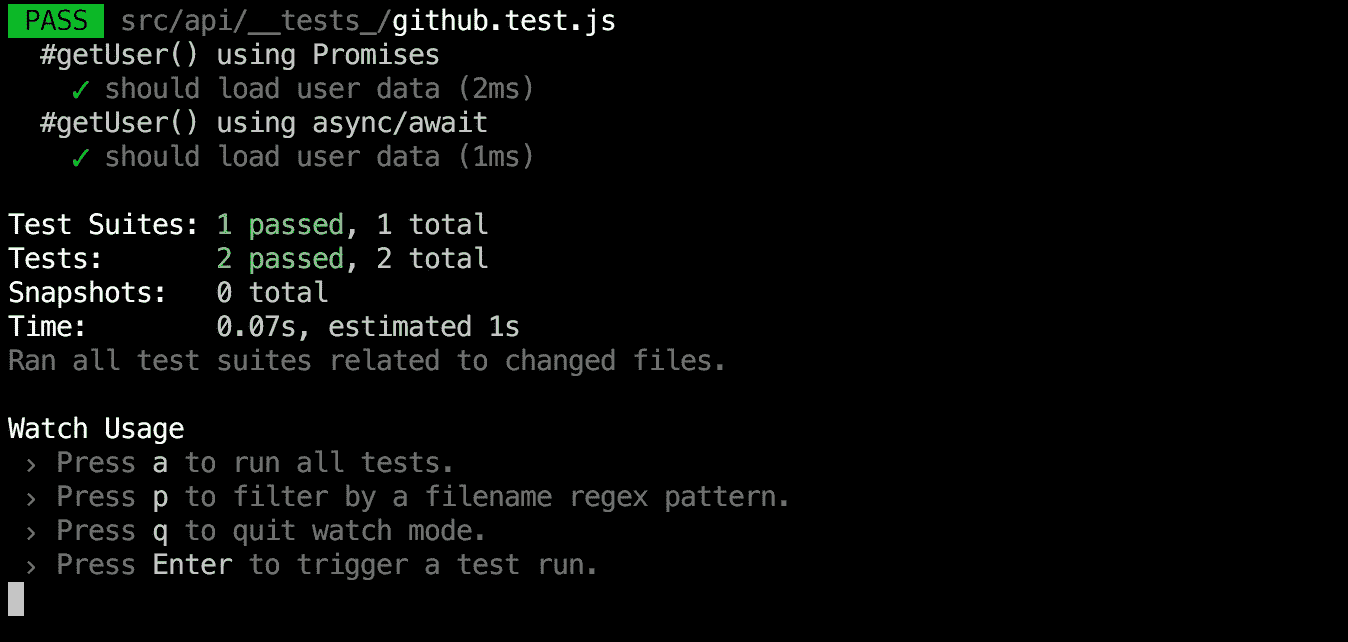 PASS src/api/__tests_/github.test.js
#getUser() using Promises
✓ should load user data (2ms)
#getUser() using async/await
✓ should load user data (1ms)
Test Suites: 1 passed, 1 total
Tests: 2 passed, 2 total
Snapshots: 0 total
Time: 0.07s, estimated 1s
Ran all test suites related to changed files.
Watch Usage
› Press a to run all tests.
› Press p to filter by a filename regex pattern.
› Press q to quit watch mode.
› Press Enter to trigger a test run.